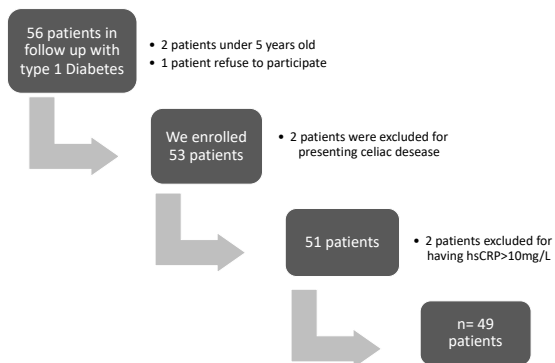 56 patients in
follow up with
type 1 Diabetes
• 2 patients under 5 years old
• 1 patient refuse to participate
We enrolled
53 patients
• 2 patients were excluded for
presenting celiac desease
51 patients
• 2 patients excluded for
having hsCRP>10mg/L
n= 49
patients